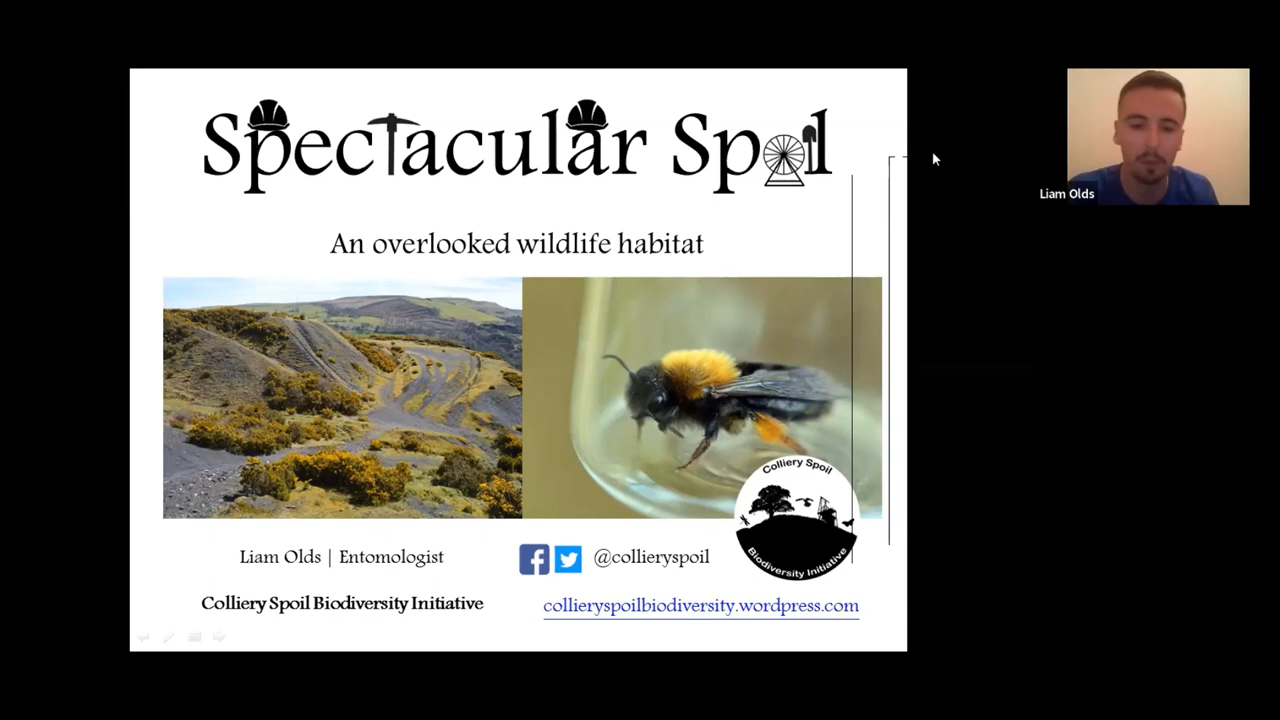 Spectacular Spoil
An overlooked wildlife habitat
Liam Olds
Colliery Spoil
Biodiversity Initiative
Liam Olds | Entomologist
@collieryspoil
Colliery Spoil Biodiversity Initiative
collieryspoilbiodiversity.wordpress.com